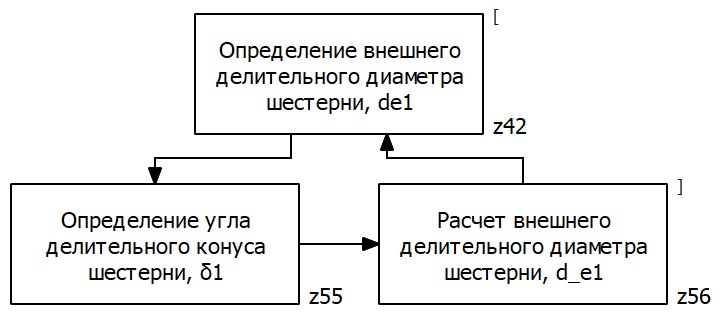 [
Определение внешнего
делительного диаметра
шестерни, de1
z42
Определение угла
делительного конуса
шестерни, δ1
z55
]
Расчет внешнего
делительного диаметра
шестерни, d_e1
z56